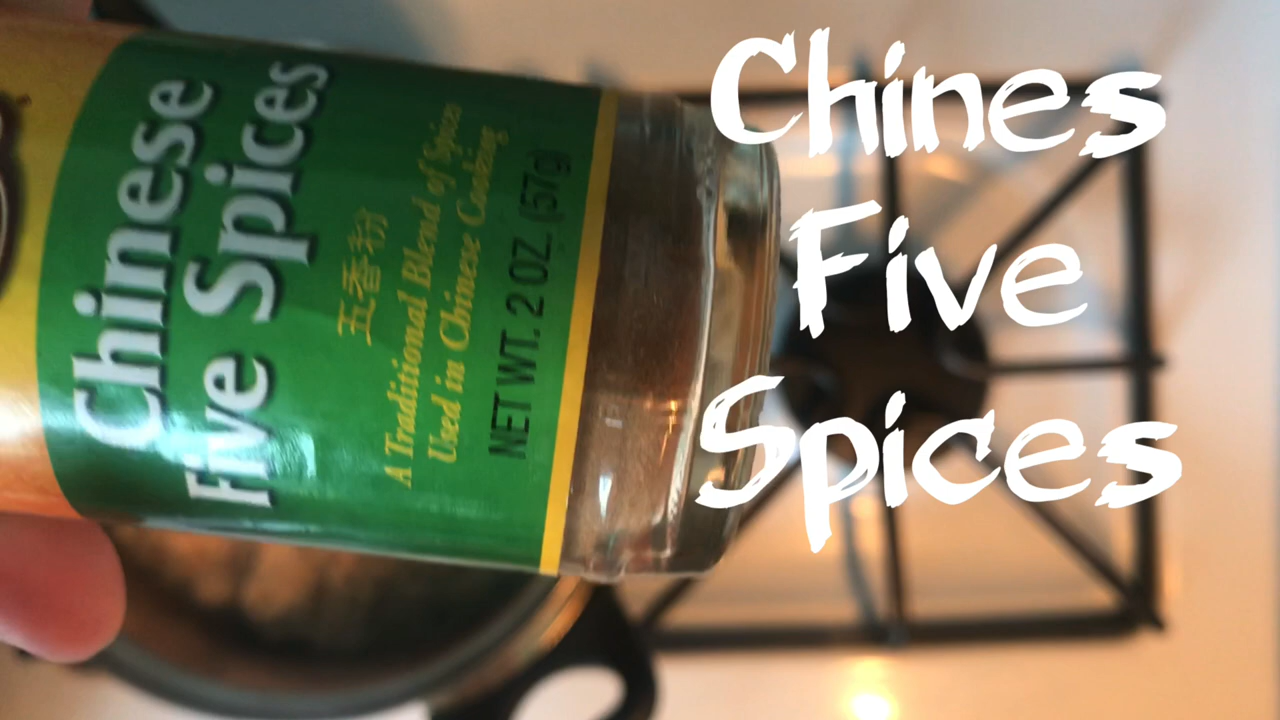 Chinese
Five Spices
五香粉
A Traditional Blend of Spices
Used in Chinese Cooking
NET WT. 2 OZ. (57g)
Chines
Five
Spices